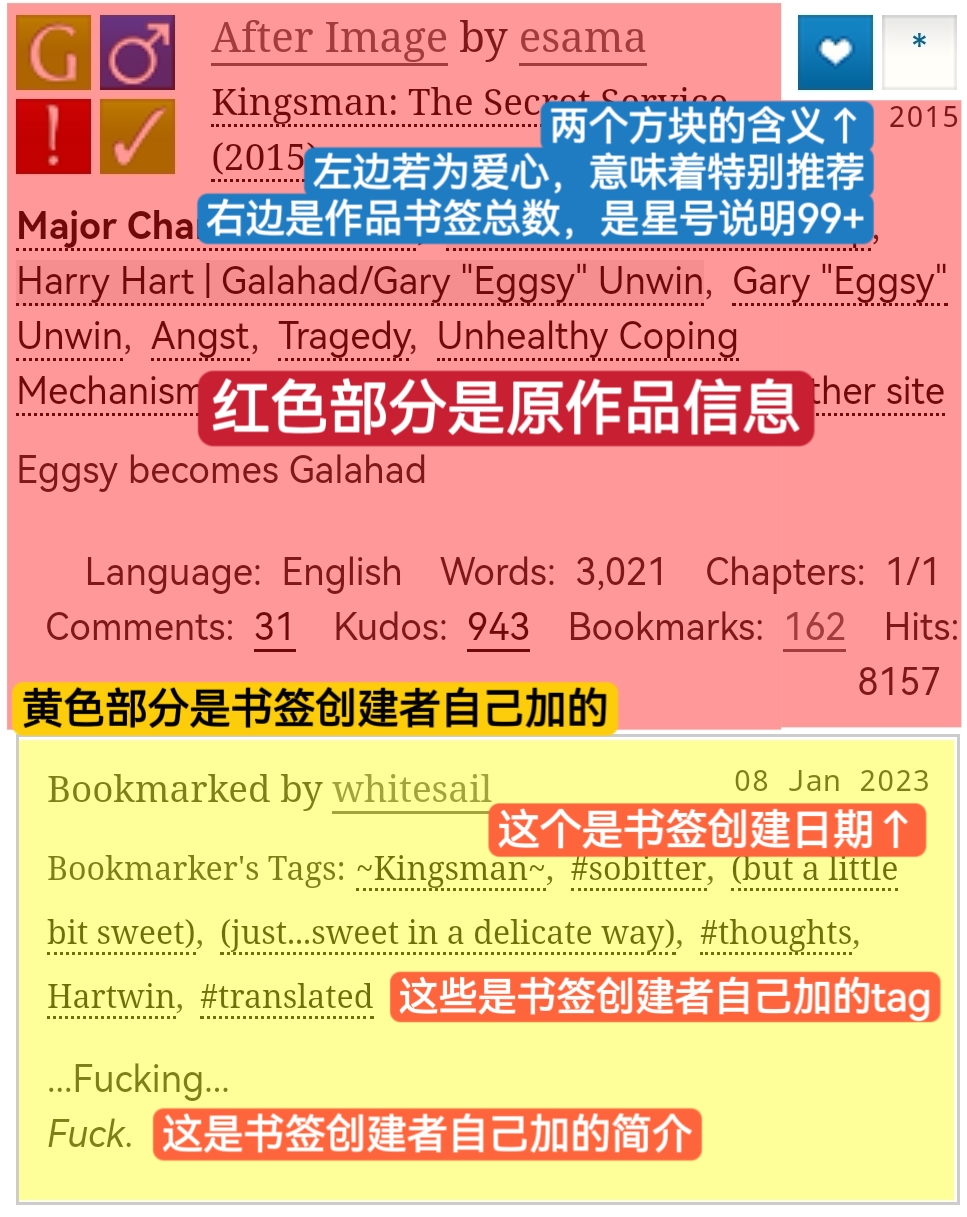 G
After Image by esama
Kingsman: The Secret Service
(2015)
2015
两个方块的含义↑
左边若为爱心，意味着特别推荐
右边是作品书签总数，是星号说明99+
Major
Harry Hart | Galahad/Gary "Eggsy" Unwin, Gary "Eggsy"
Unwin, Angst, Tragedy, Unhealthy Coping
Mechanism ther site
红色部分是原作品信息
Eggsy becomes Galahad
Language: English Words: 3,021 Chapters: 1/1
Comments: 31 Kudos: 943 Bookmarks: 162 Hits:
8157
黄色部分是书签创建者自己加的
Bookmarked by whitesail 08 Jan 2023
这个是书签创建日期↑
Bookmarker's Tags: ~Kingsman~, #sobitter, (but a little
bit sweet), (just...sweet in a delicate way), #thoughts,
Hartwin, #translated 这些是书签创建者自己加的tag
...Fucking...
Fuck. 这是书签创建者自己加的简介